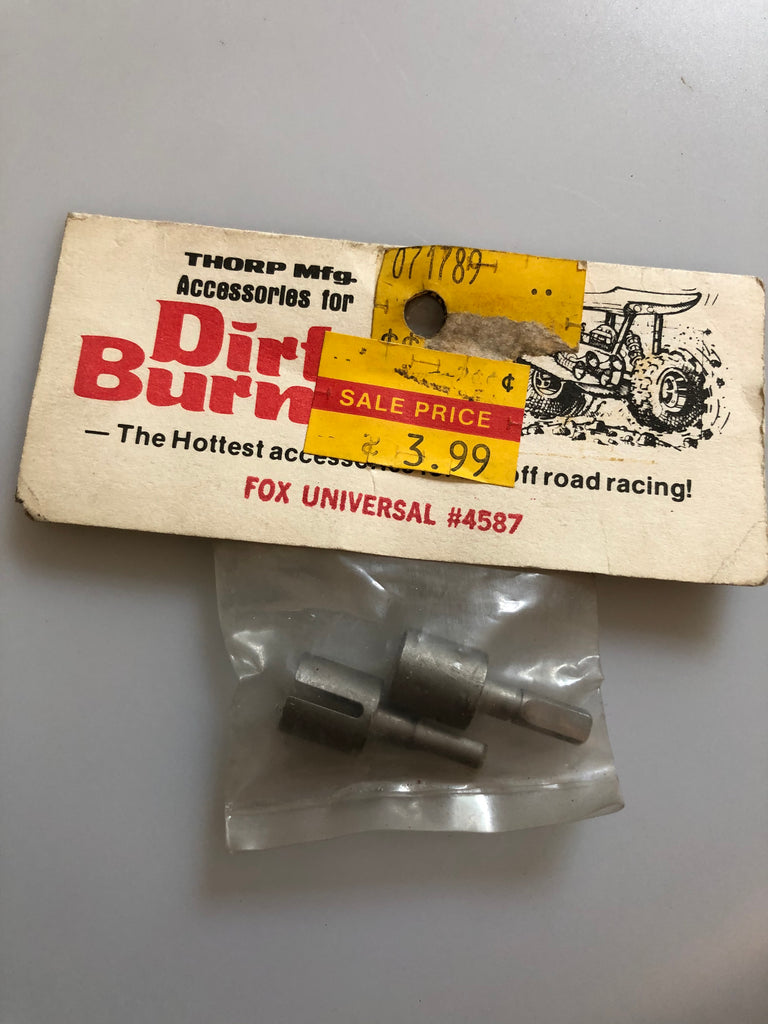 THORP Mfg.
Accessories for
Dirt
Burn
071789
¢
SALE PRICE
¢ 3.99
— The Hottest off road racing!
FOX UNIVERSAL #4587